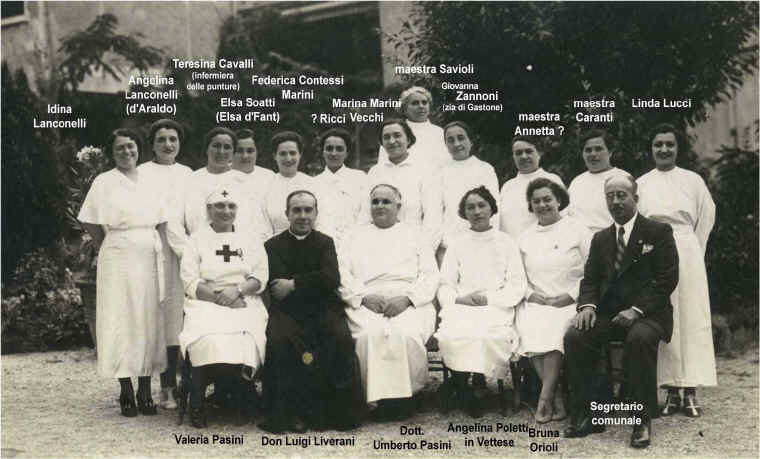 Idina
Lanconelli
Angelina
Lanconelli
(d'Araldo)
Teresina Cavalli
(infermiera
delle punture)
Elsa Soatti
(Elsa d'Fant)
Federica Contessi
Marini
? Ricci
Marina Marini
Vecchi
maestra Savioli
Giovanna
Zannoni
(zia di Gastone)
maestra
Annetta ?
maestra
Caranti
Linda Lucci
Valeria Pasini
Don Luigi Liverani
Dott.
Umberto Pasini
Angelina Poletti
in Vettese
Bruna
Orioli
Segretario
comunale